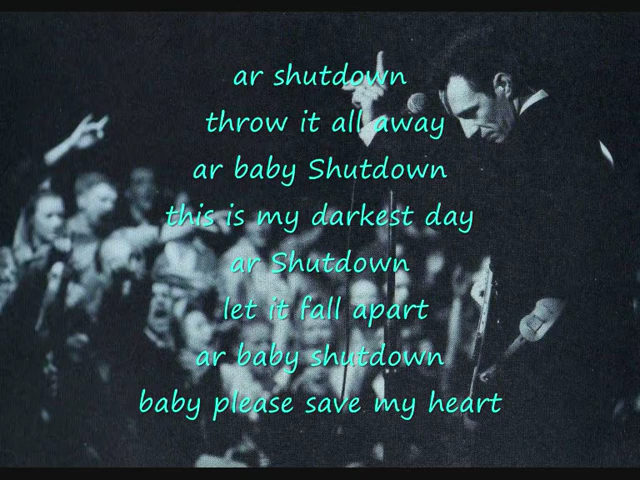 ar shutdown
throw it all away
ar baby Shutdown
this is my darkest day
ar Shutdown
let it fall apart
ar baby shutdown
baby please save my heart